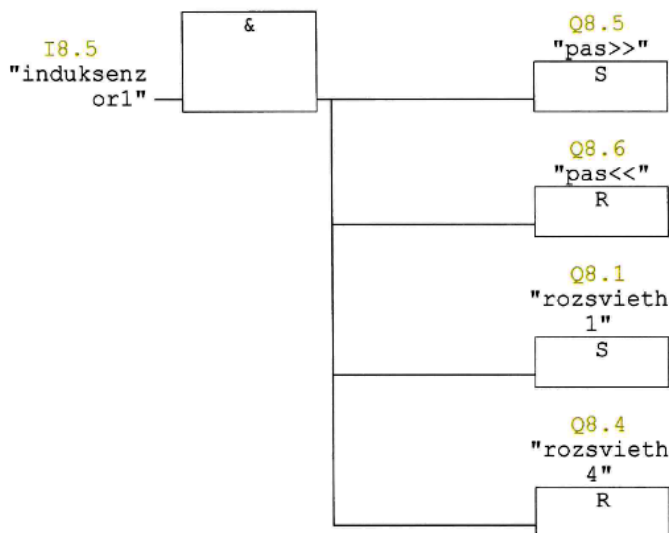 &
I8.5
"induksenz
or1"
Q8.5
"pas>>"
S
Q8.6
"pas<<"
R
Q8.1
"rozsvieth
1"
S
Q8.4
"rozsvieth
4"
R